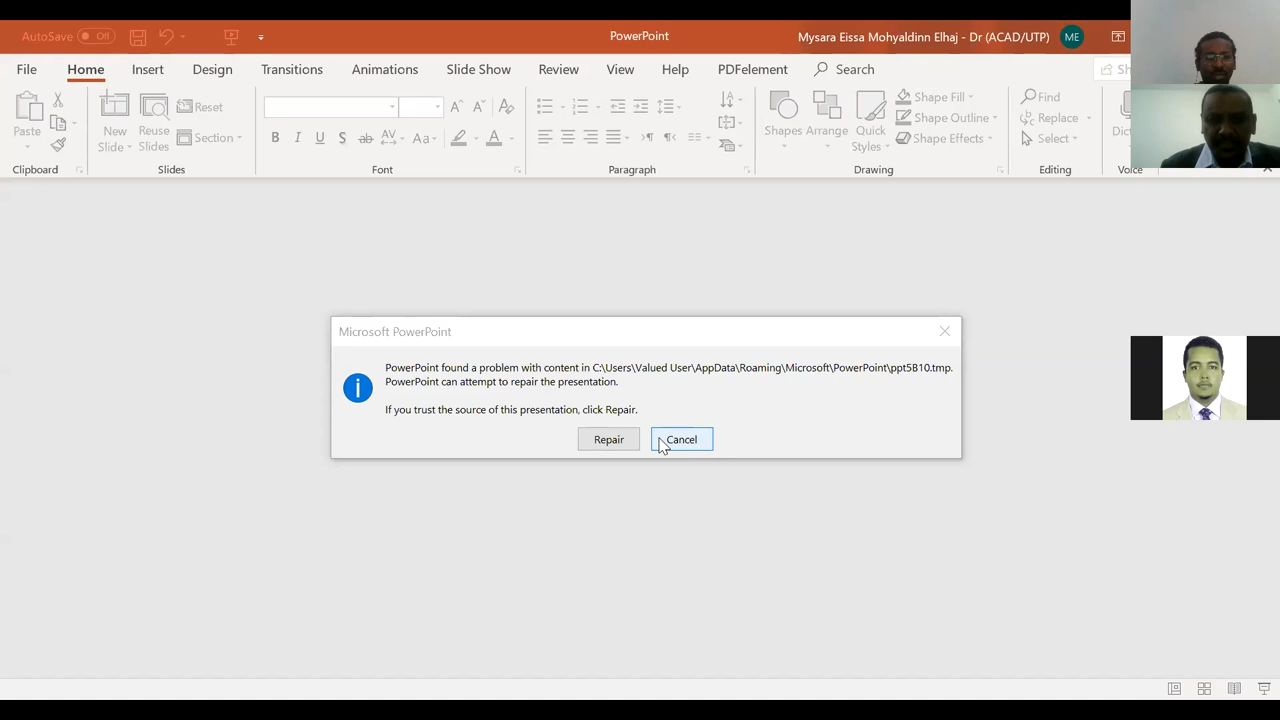 AutoSave Off PowerPoint Mysara Eissa Mohyaldinn Elhaj - Dr (ACAD/UTP) ME
File Home Insert Design Transitions Animations Slide Show Review View Help PDFelement Search
Paste New Slide Reuse Slides Reset Section
B I U S ab AV Aa A
Shapes Arrange Quick Styles Shape Fill Shape Outline Shape Effects
Find Replace Select
Clipboard Slides Font Paragraph Drawing Editing Voice
Microsoft PowerPoint
PowerPoint found a problem with content in C:\Users\Valued User\AppData\Roaming\Microsoft\PowerPoint\ppt5B10.tmp.
PowerPoint can attempt to repair the presentation.
If you trust the source of this presentation, click Repair.
Repair Cancel